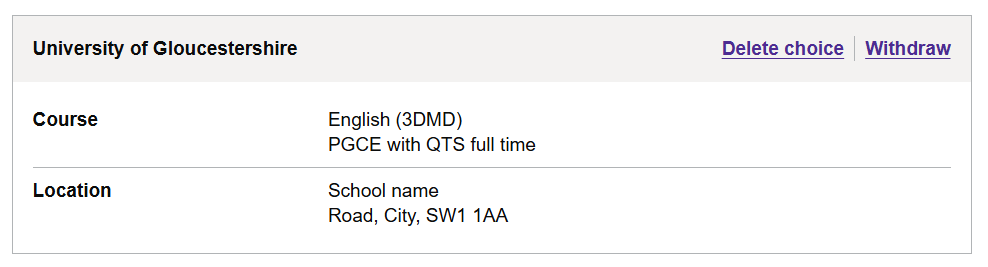 University of Gloucestershire Delete choice Withdraw
Course English (3DMD)
PGCE with QTS full time
Location School name
Road, City, SW1 1AA